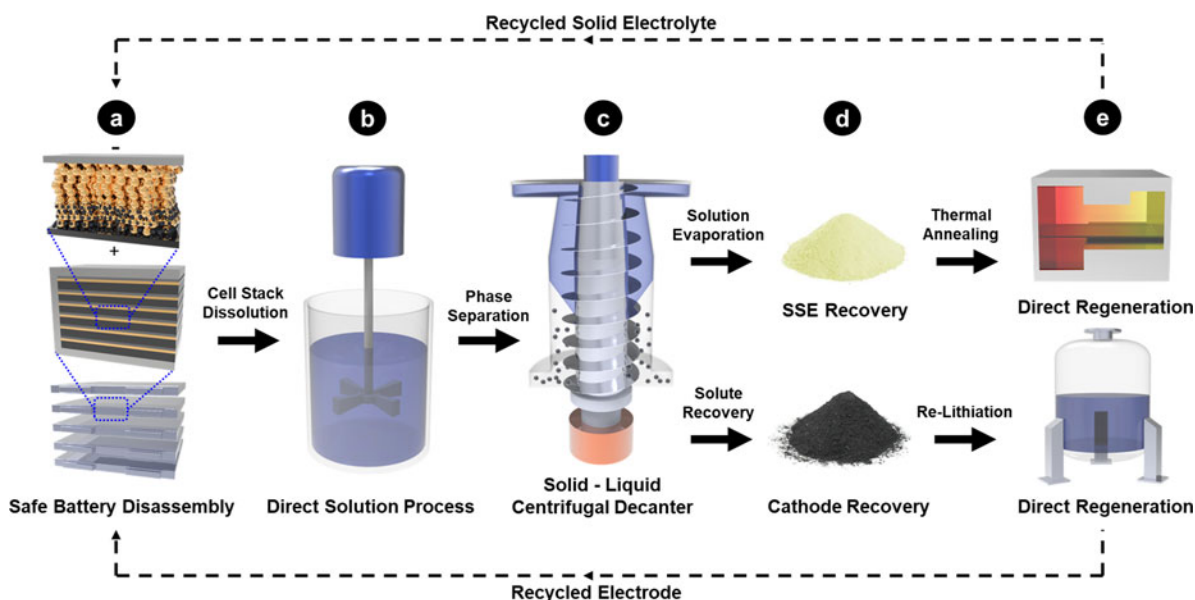 Recycled Solid Electrolyte
a
b
c
d
e
-
+
Cell Stack
Dissolution
Phase
Separation
Solution
Evaporation
Thermal
Annealing
SSE Recovery
Direct Regeneration
Solute
Recovery
Re-Lithiation
Safe Battery Disassembly
Direct Solution Process
Solid - Liquid
Centrifugal Decanter
Cathode Recovery
Direct Regeneration
Recycled Electrode